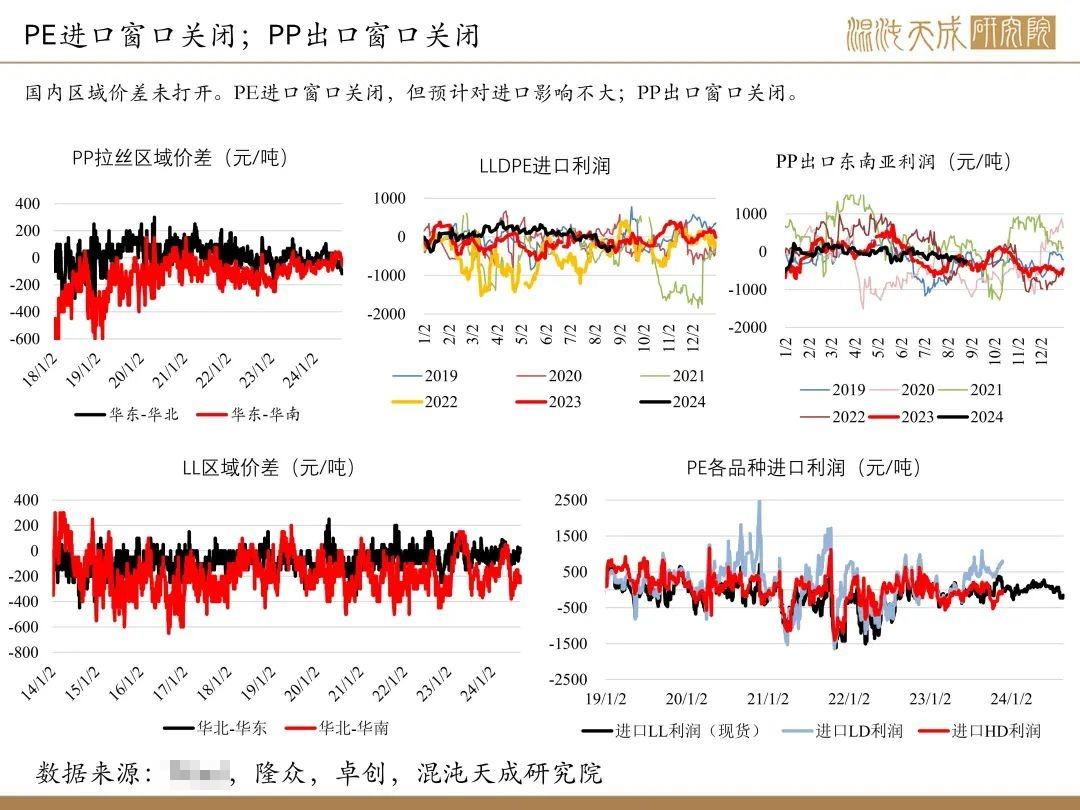 PE进口窗口关闭；PP出口窗口关闭
混沌天成研究院
国内区域价差未打开。PE进口窗口关闭，但预计对进口影响不大；PP出口窗口关闭。
PP拉丝区域价差（元/吨）
400
200
0
-200
-400
-600
18/1/2 19/1/2 20/1/2 21/1/2 22/1/2 23/1/2 24/1/2
华东-华北 华东-华南
LLDPE进口利润
1000
0
-1000
-2000
1/2 2/2 3/2 4/2 5/2 6/2 7/2 8/2 9/2 10/2 11/2 12/2
2019 2020 2021
2022 2023 2024
PP出口东南亚利润（元/吨）
1000
0
-1000
-2000
1/2 2/2 3/2 4/2 5/2 6/2 7/2 8/2 9/2 10/2 11/2 12/2
2019 2020 2021
2022 2023 2024
LL区域价差（元/吨）
400
200
0
-200
-400
-600
-800
14/1/2 15/1/2 16/1/2 17/1/2 18/1/2 19/1/2 20/1/2 21/1/2 22/1/2 23/1/2 24/1/2
华北-华东 华北-华南
PE各品种进口利润（元/吨）
2500
1500
500
-500
-1500
-2500
19/1/2 20/1/2 21/1/2 22/1/2 23/1/2 24/1/2
进口LL利润（现货） 进口LD利润 进口HD利润
数据来源： ，隆众，卓创，混沌天成研究院